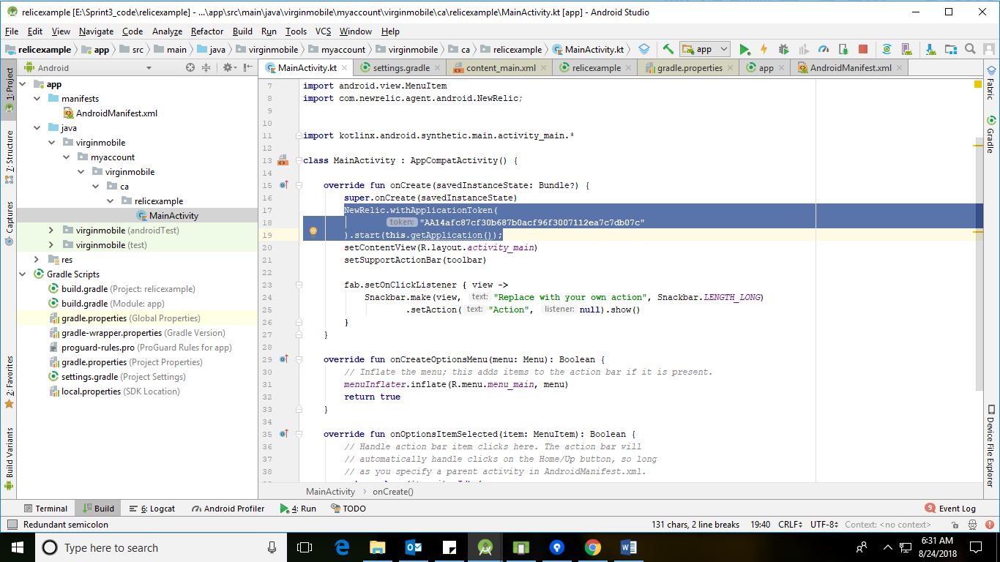 relicexample [E:\Sprint3_code\relicexample] - ...\app\src\main\java\virginmobile\myaccount\virginmobile\ca\relicexample\MainActivity.kt [app] - Android Studio
File Edit View Navigate Code Analyze Refactor Build Run Tools VCS Window Help
relicexample app src main java virginmobile myaccount virginmobile ca relicexample MainActivity.kt app
1: Project
7: Structure
Captures
2: Favorites
Build Variants
Android
app
manifests
AndroidManifest.xml
java
virginmobile
myaccount
virginmobile
ca
relicexample
MainActivity
virginmobile (androidTest)
virginmobile (test)
res
Gradle Scripts
build.gradle (Project: relicexample)
build.gradle (Module: app)
gradle.properties (Global Properties)
gradle-wrapper.properties (Gradle Version)
proguard-rules.pro (ProGuard Rules for app)
gradle.properties (Project Properties)
settings.gradle (Project Settings)
local.properties (SDK Location)
MainActivity.kt settings.gradle content_main.xml relicexample gradle.properties app AndroidManifest.xml
7 import android.view.MenuItem
8 import com.newrelic.agent.android.NewRelic;
9
10
11 import kotlinx.android.synthetic.main.activity_main.*
12
13 class MainActivity : AppCompatActivity() {
14
15 override fun onCreate(savedInstanceState: Bundle?) {
16 super.onCreate(savedInstanceState)
17 NewRelic.withApplicationToken(
18 token: "AA14afc87cf30b687b0acf96f3007112ea7c7db07c"
19 ).start(this.getApplication());
20 setContentView(R.layout.activity_main)
21 setSupportActionBar(toolbar)
22
23 fab.setOnClickListener { view ->
24 Snackbar.make(view, text: "Replace with your own action", Snackbar.LENGTH_LONG)
25 .setAction( text: "Action", listener: null).show()
26 }
27 }
28
29 override fun onCreateOptionsMenu(menu: Menu): Boolean {
30 // Inflate the menu; this adds items to the action bar if it is present.
31 menuInflater.inflate(R.menu.menu_main, menu)
32 return true
33 }
34
35 override fun onOptionsItemSelected(item: MenuItem): Boolean {
36 // Handle action bar item clicks here. The action bar will
37 // automatically handle clicks on the Home/Up button, so long
38 // as you specify a parent activity in AndroidManifest.xml.
MainActivity onCreate()
Fabric
Gradle
Device File Explorer
Terminal Build 6: Logcat Android Profiler 4: Run TODO 9 Event Log
Redundant semicolon 131 chars, 2 line breaks 19:40 CRLF UTF-8 Context: <no context>
Type here to search
6:31 AM
8/24/2018